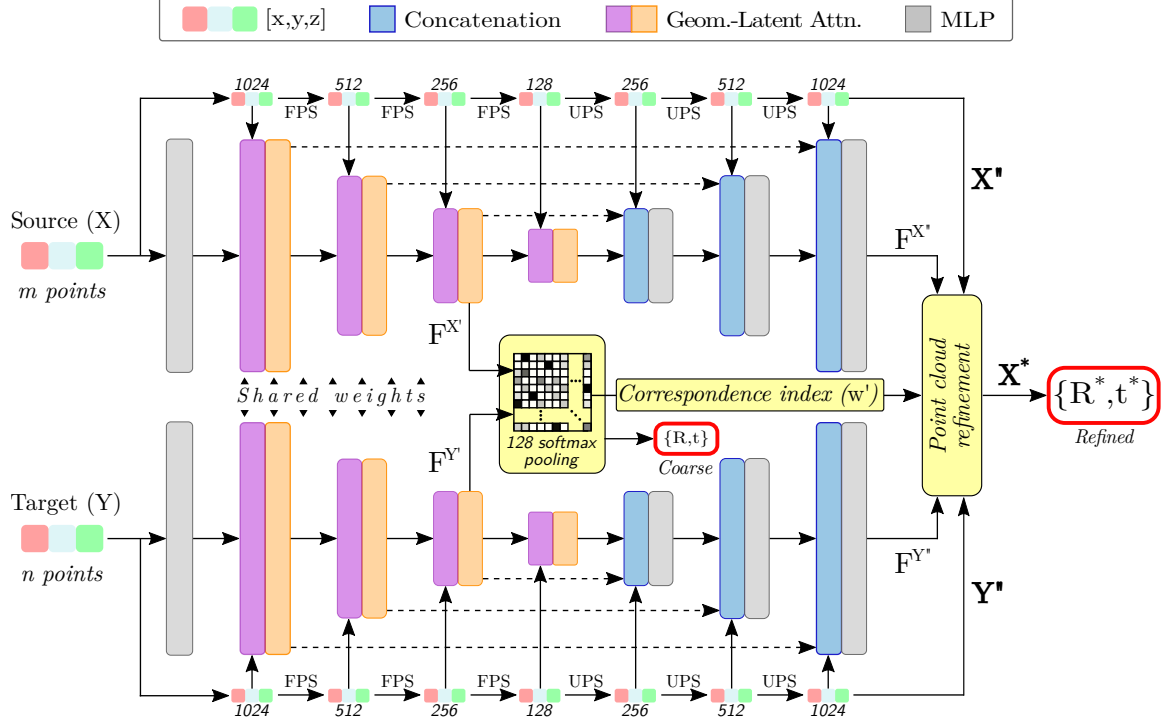 [x,y,z] Concatenation Geom.-Latent Attn. MLP
1024 512 256 128 256 512 1024
FPS FPS FPS UPS UPS UPS
X"
Source (X)
F^X"
m points
F^X'
Shared weights
Correspondence index (w')
Point cloud
refinement
X*
{R*,t*}
Refined
128 softmax
pooling
{R,t}
Coarse
F^Y'
Target (Y)
F^Y"
n points
Y"
FPS FPS FPS UPS UPS UPS
1024 512 256 128 256 512 1024